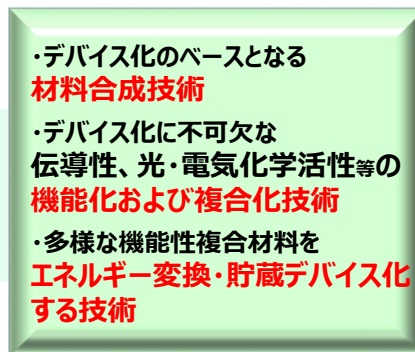 ・デバイス化のベースとなる
材料合成技術
・デバイス化に不可欠な
伝導性、光・電気化学活性等の
機能化および複合化技術
・多様な機能性複合材料を
エネルギー変換・貯蔵デバイス化
する技術